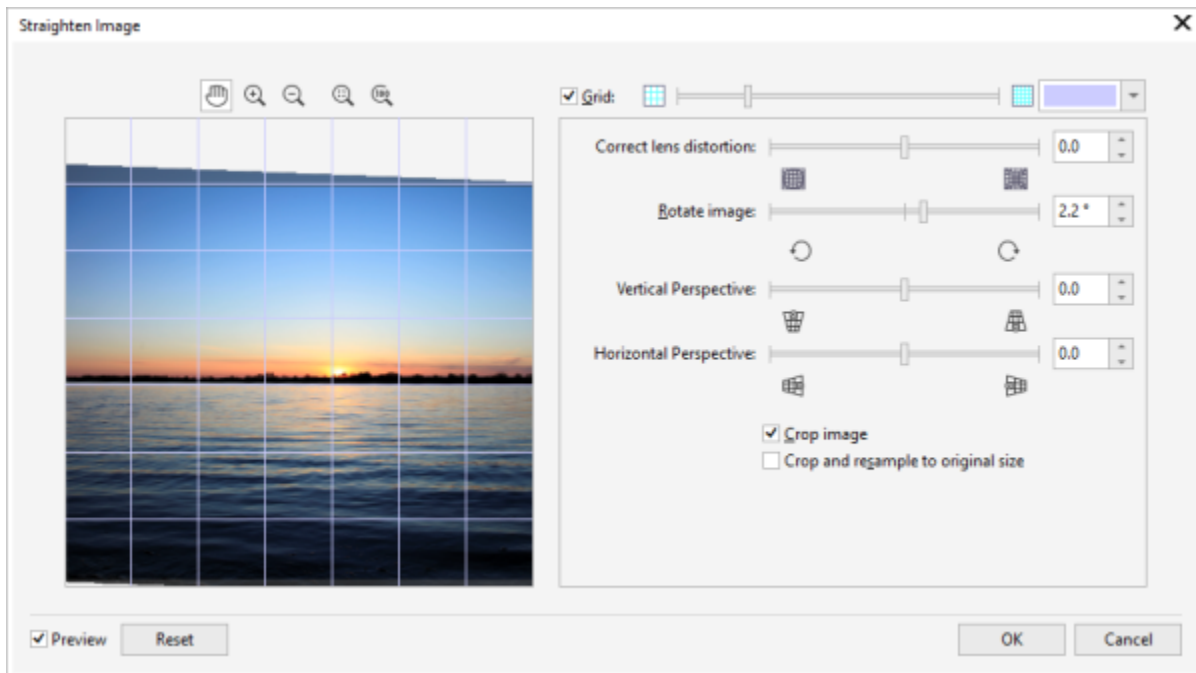 Straighten Image
100
Grid:
Correct lens distortion: 0.0
Rotate image: 2.2 °
Vertical Perspective: 0.0
Horizontal Perspective: 0.0
Crop image
Crop and resample to original size
Preview Reset OK Cancel